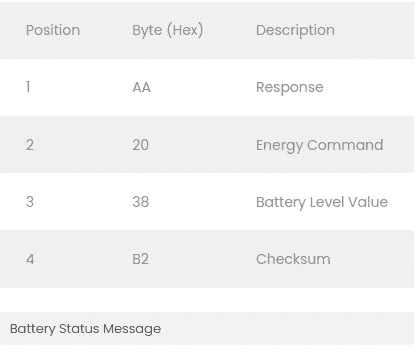 Position Byte (Hex) Description
1 AA Response
2 20 Energy Command
3 38 Battery Level Value
4 B2 Checksum
Battery Status Message